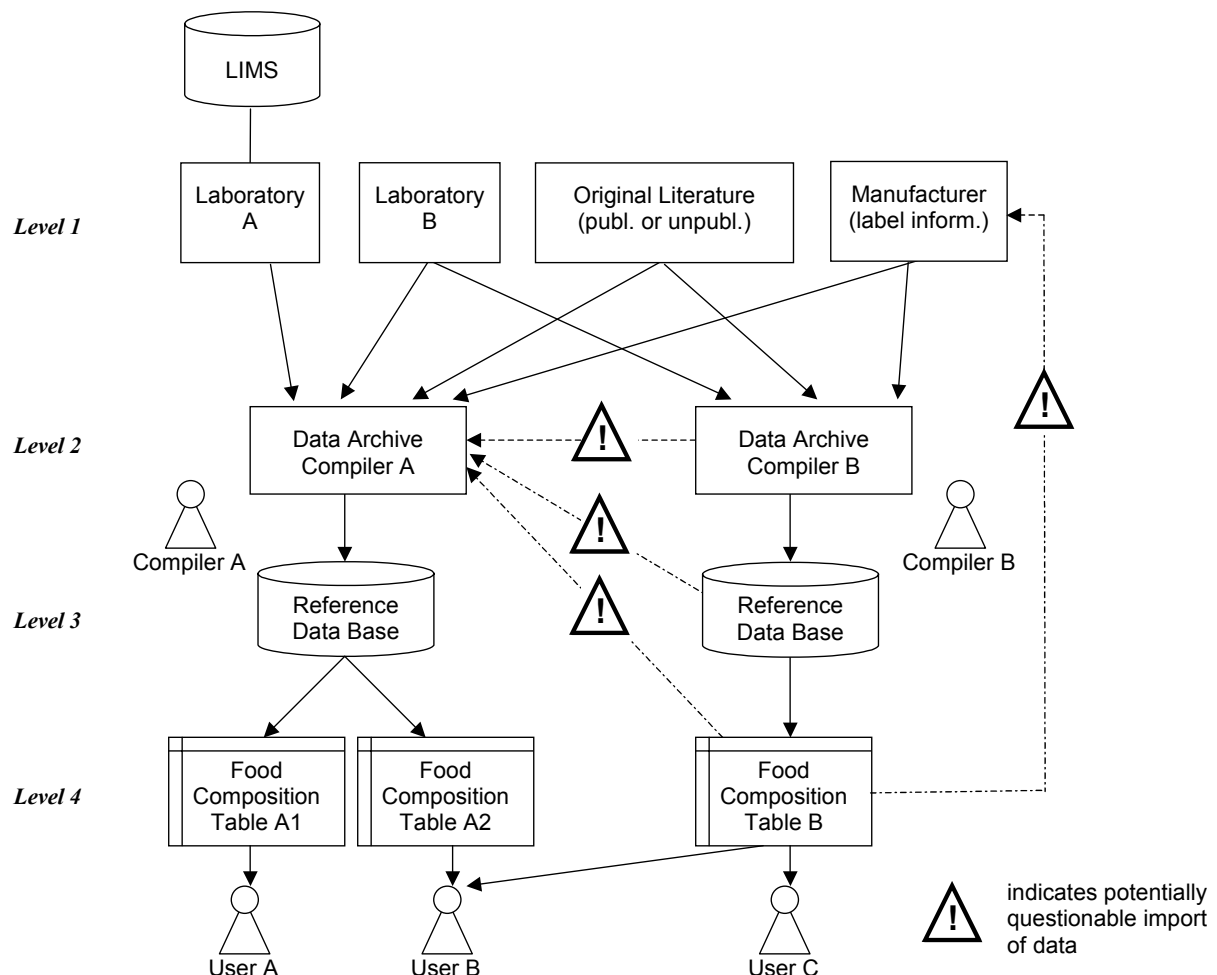 LIMS
Level 1
Laboratory
A
Laboratory
B
Original Literature
(publ. or unpubl.)
Manufacturer
(label inform.)
!
Level 2
Data Archive
Compiler A
!
Data Archive
Compiler B
Compiler A
!
Compiler B
Level 3
Reference
Data Base
!
Reference
Data Base
Level 4
Food
Composition
Table A1
Food
Composition
Table A2
Food
Composition
Table B
User A
User B
User C
!
indicates potentially
questionable import
of data